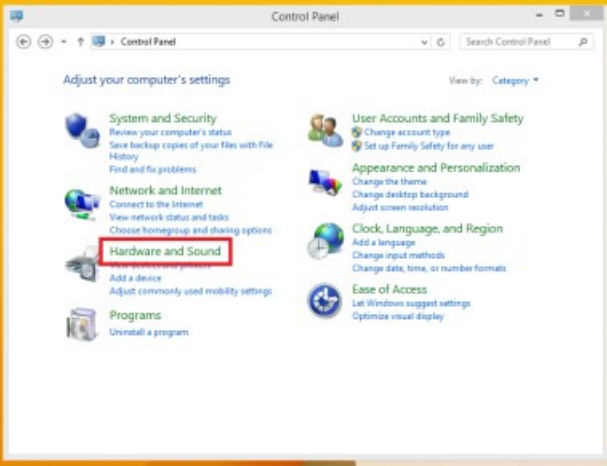 Control Panel
Control Panel
Search Control Panel
Adjust your computer's settings
View by: Category
System and Security
Review your computer's status
Save backup copies of your files with File
History
Find and fix problems
Network and Internet
Connect to the Internet
View network status and tasks
Choose homegroup and sharing options
Hardware and Sound
View devices and printers
Add a device
Adjust commonly used mobility settings
Programs
Uninstall a program
User Accounts and Family Safety
Change account type
Set up Family Safety for any user
Appearance and Personalization
Change the theme
Change desktop background
Adjust screen resolution
Clock, Language, and Region
Add a language
Change input methods
Change date, time, or number formats
Ease of Access
Let Windows suggest settings
Optimize visual display